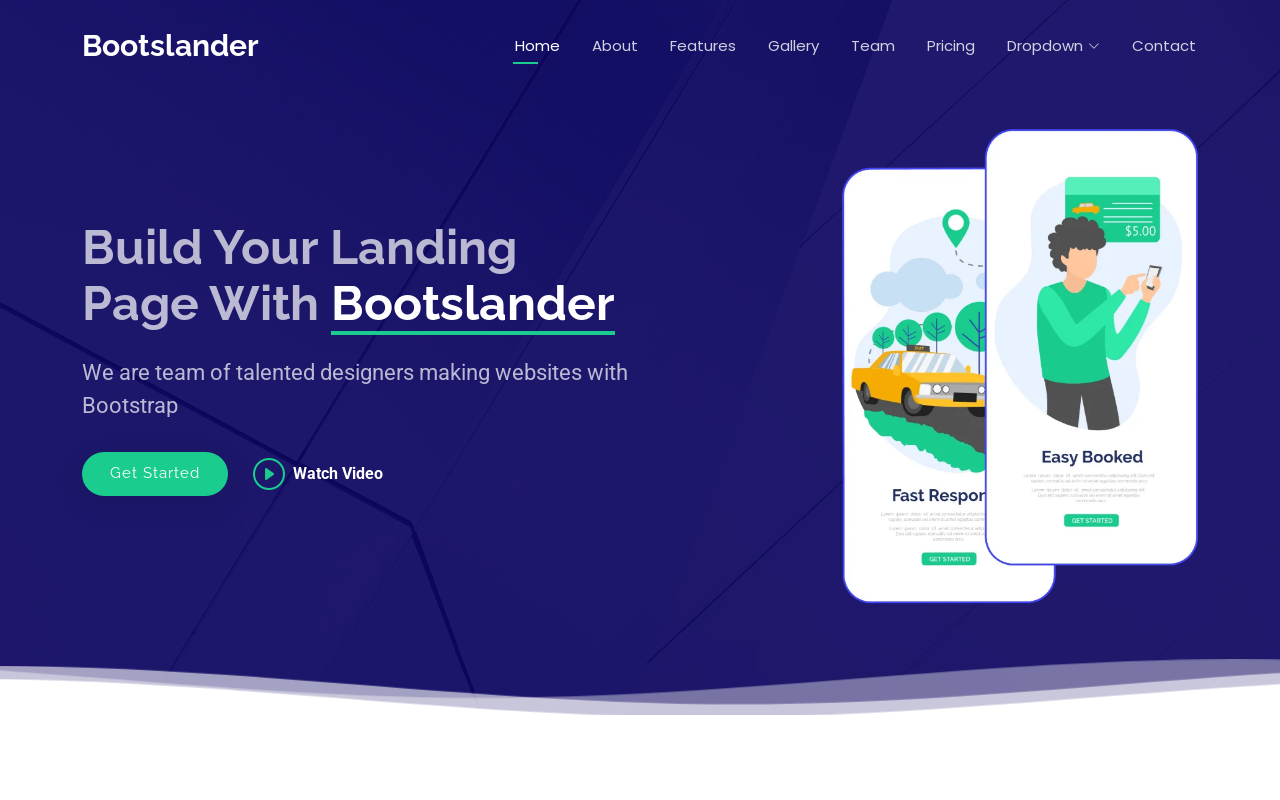 Bootslander
Home About Features Gallery Team Pricing Dropdown Contact
Build Your Landing
Page With Bootslander
We are team of talented designers making websites with
Bootstrap
Get Started
Watch Video
$5.00
Easy Booked
GET STARTED
Fast Respon
GET STARTED